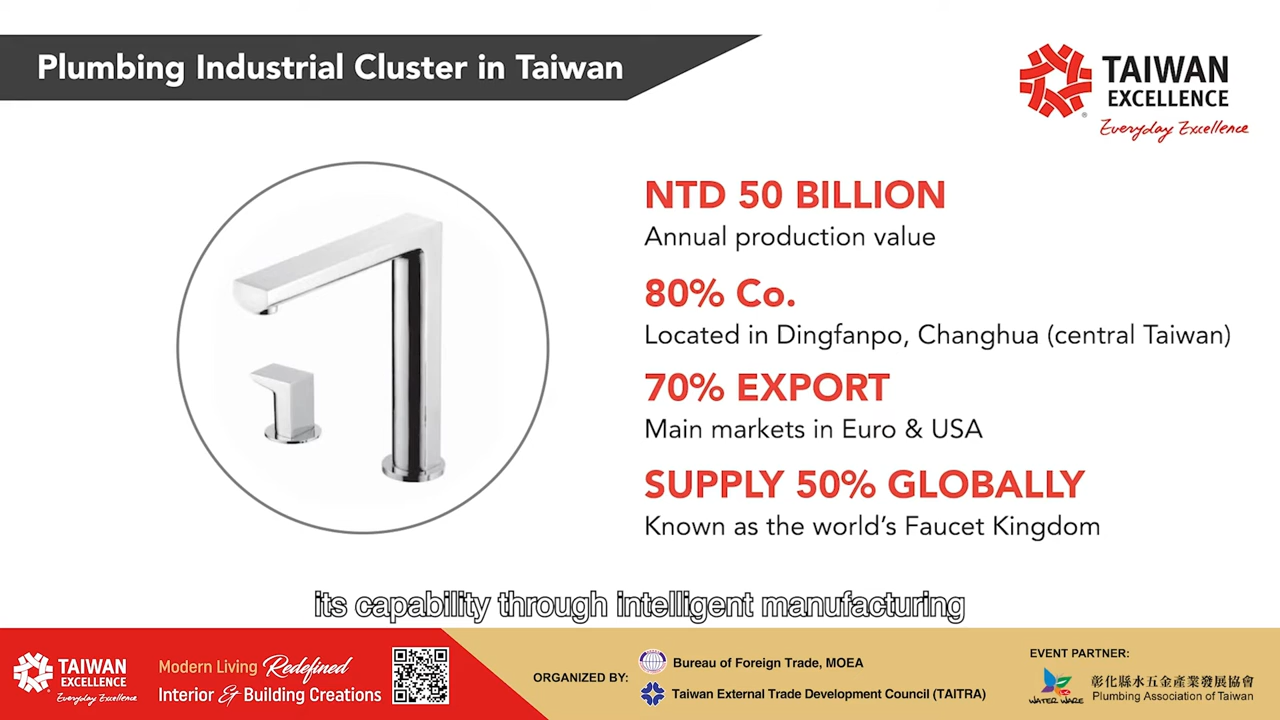 Plumbing Industrial Cluster in Taiwan
TAIWAN
EXCELLENCE
Everyday Excellence
NTD 50 BILLION
Annual production value
80% Co.
Located in Dingfanpo, Changhua (central Taiwan)
70% EXPORT
Main markets in Euro & USA
SUPPLY 50% GLOBALLY
Known as the world's Faucet Kingdom
its capability through intelligent manufacturing
TAIWAN
EXCELLENCE
Everyday Excellence
Modern Living Redefined
Interior & Building Creations
ORGANIZED BY:
Bureau of Foreign Trade, MOEA
Taiwan External Trade Development Council (TAITRA)
EVENT PARTNER:
WATER WARE
彰化縣水五金產業發展協會
Plumbing Association of Taiwan